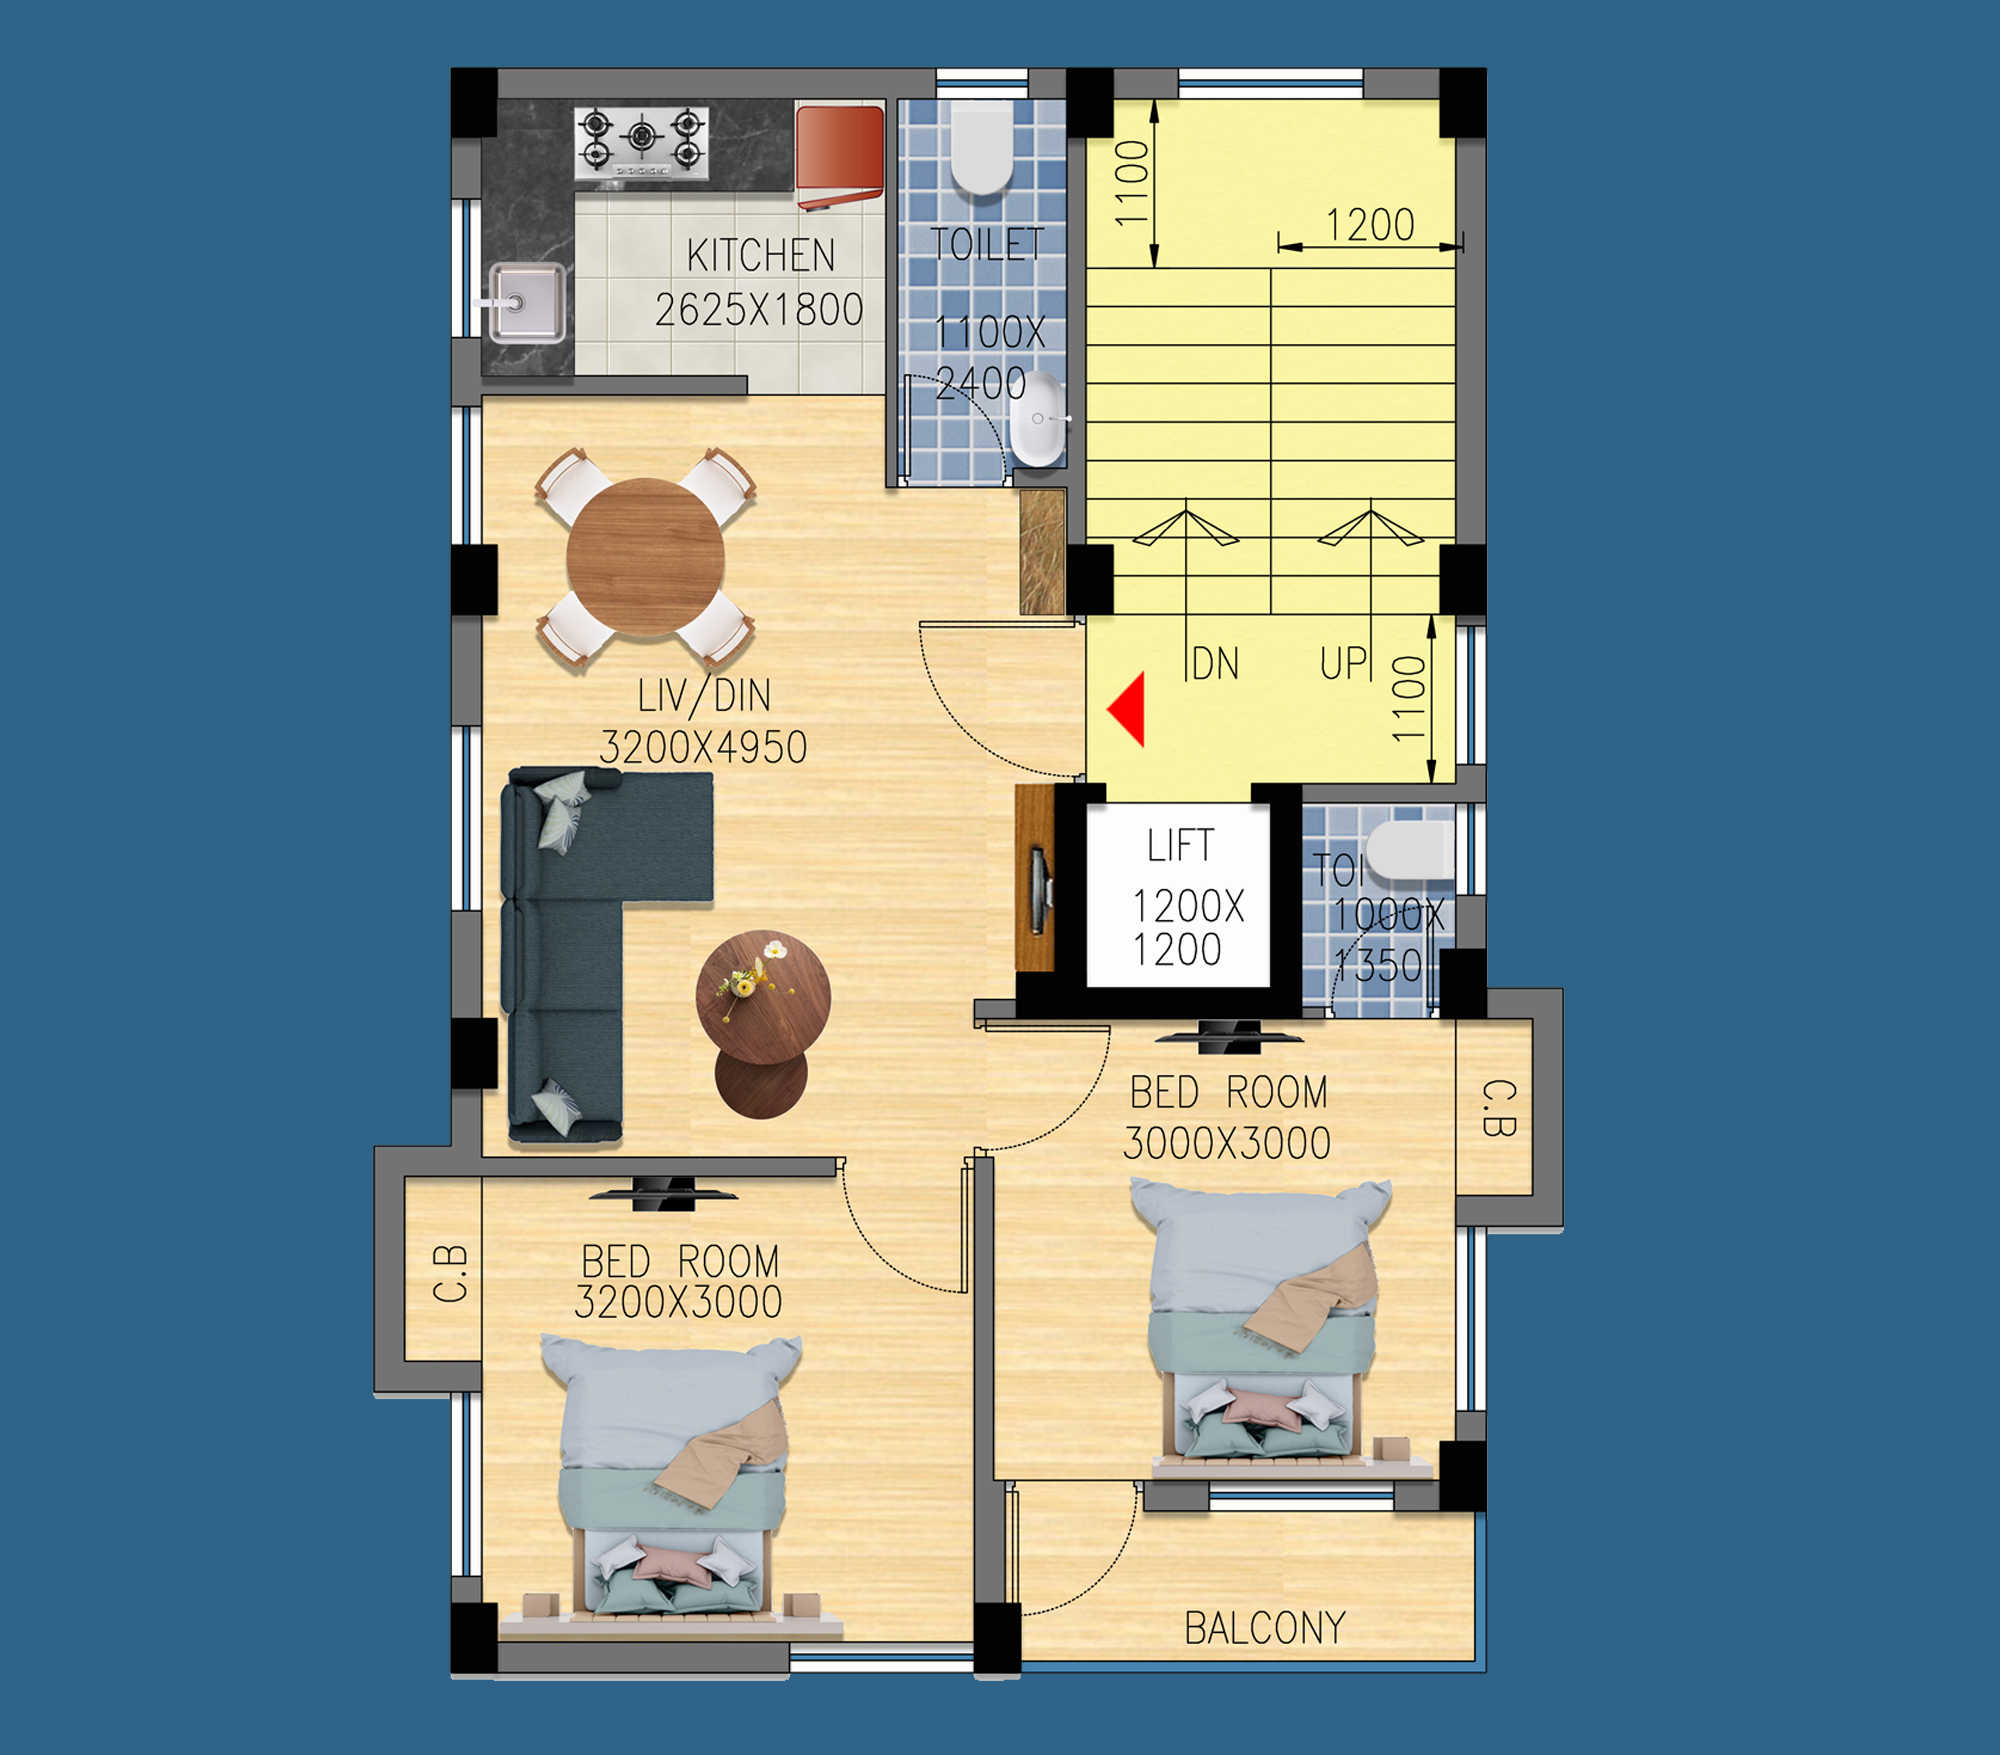 1100
1200
KITCHEN
2625X1800
TOILET
1100X
2400
DN
UP
1100
LIV/DIN
3200X4950
LIFT
1200X
1200
TOI
1000X
1350
BED ROOM
3000X3000
C.B
BED ROOM
3200X3000
C.B
BALCONY